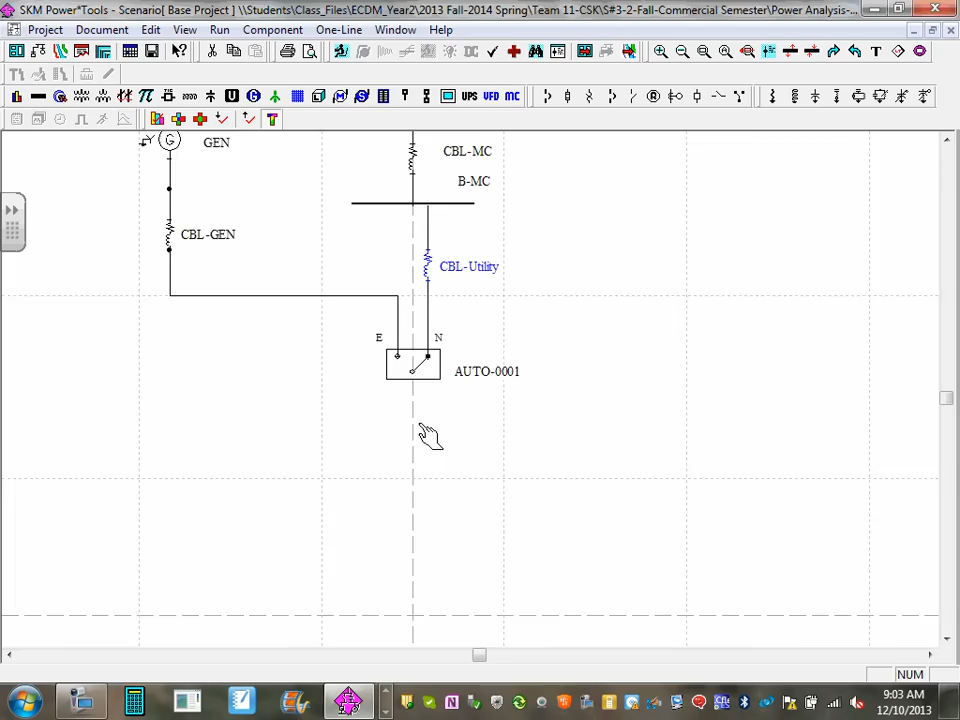 SKM Power*Tools - Scenario[ Base Project ] \\Students\Class_Files\ECDM_Year2\2013 Fall-2014 Spring\Team 11-CSK\S#3-2-Fall-Commercial Semester\Power Analysis-...
Project Document Edit View Run Component One-Line Window Help
UPS VFD MC
G GEN
CBL-MC
B-MC
CBL-GEN
CBL-Utility
E N
AUTO-0001
NUM
9:03 AM
12/10/2013